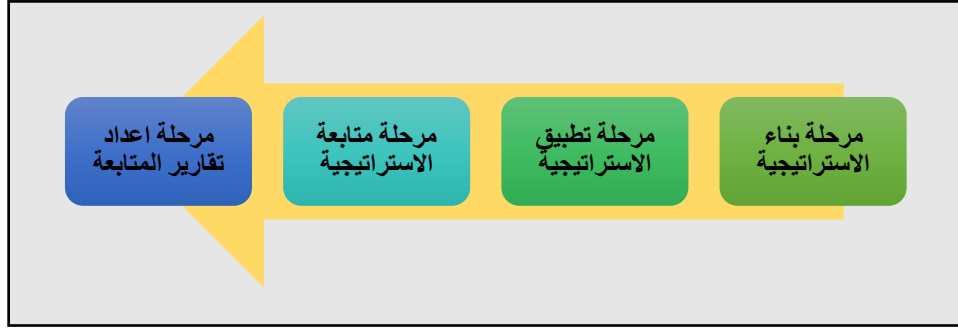 مرحلة بناء
الاستراتيجية
مرحلة تطبيق
الاستراتيجية
مرحلة متابعة
الاستراتيجية
مرحلة اعداد
تقارير المتابعة